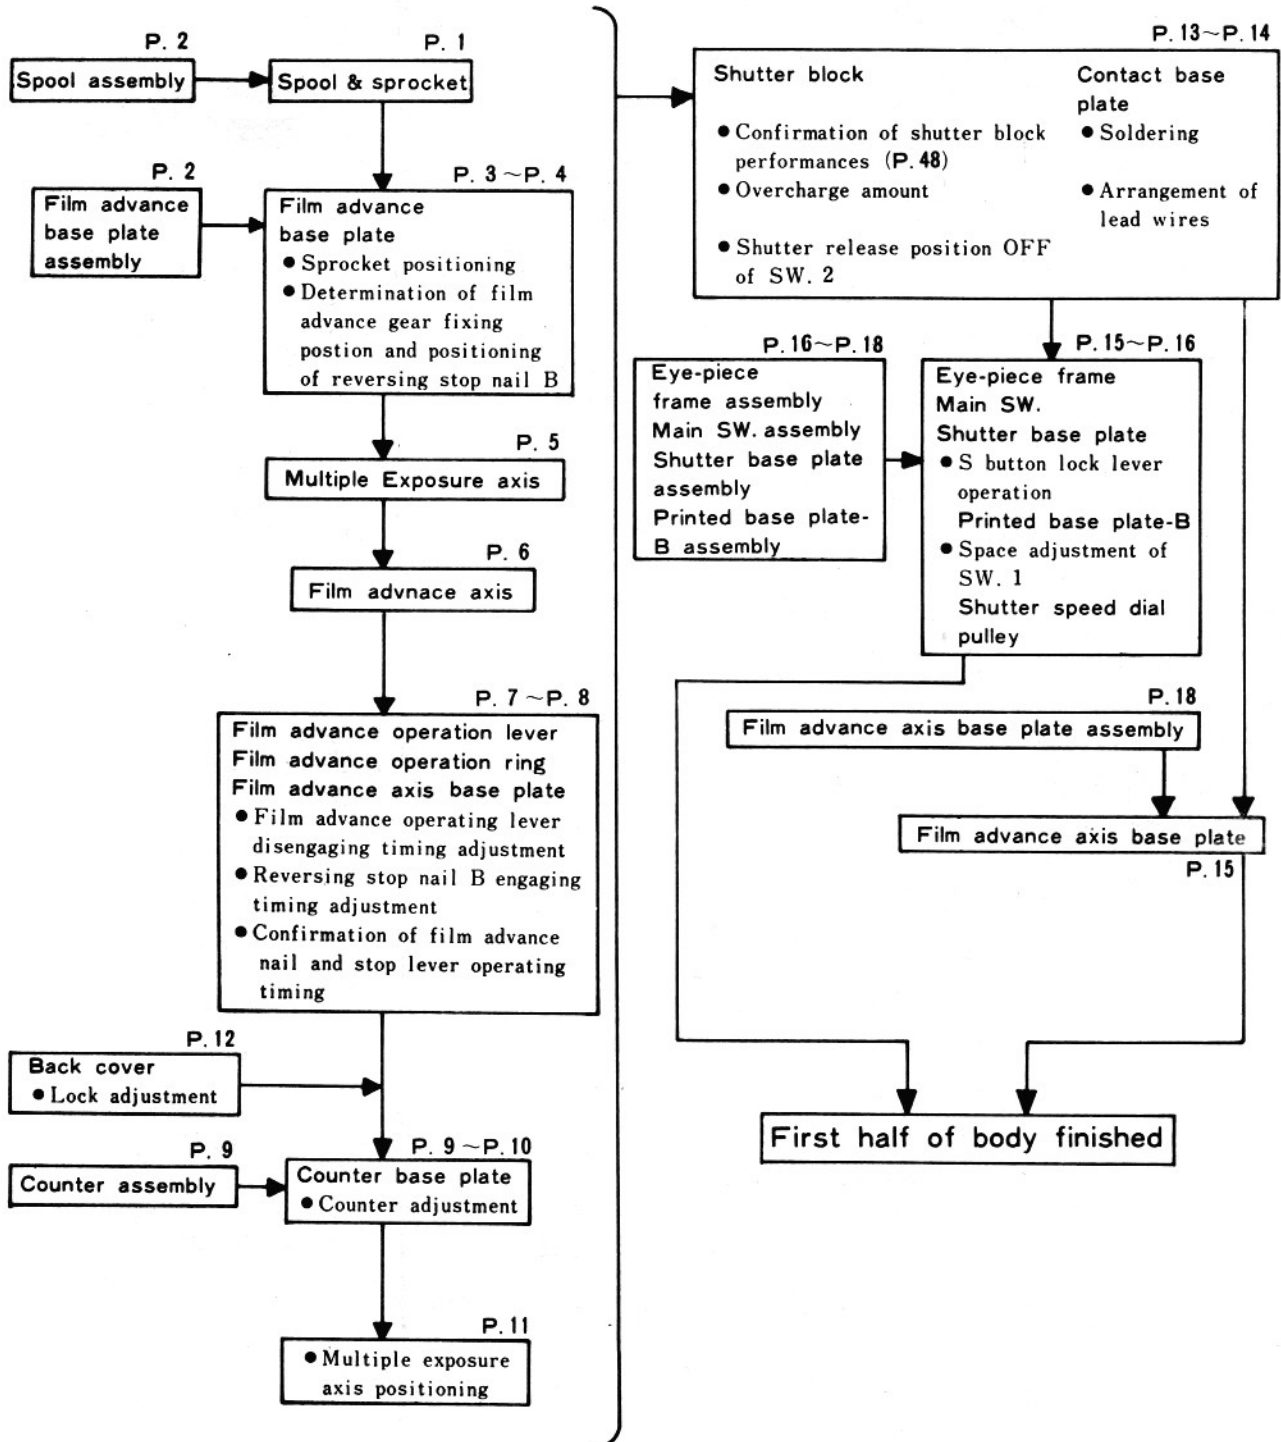 P. 2
Spool assembly
P. 1
Spool & sprocket
P. 2
Film advance
base plate
assembly
P. 3 ~ P. 4
Film advance
base plate
● Sprocket positioning
● Determination of film
advance gear fixing
postion and positioning
of reversing stop nail B
P. 5
Multiple Exposure axis
P. 6
Film advnace axis
P. 7 ~ P. 8
Film advance operation lever
Film advance operation ring
Film advance axis base plate
● Film advance operating lever
disengaging timing adjustment
● Reversing stop nail B engaging
timing adjustment
● Confirmation of film advance
nail and stop lever operating
timing
P. 12
Back cover
● Lock adjustment
P. 9
Counter assembly
P. 9 ~ P. 10
Counter base plate
● Counter adjustment
P. 11
● Multiple exposure
axis positioning
P. 13 ~ P. 14
Shutter block
● Confirmation of shutter block
performances (P. 48)
● Overcharge amount
● Shutter release position OFF
of SW. 2
Contact base
plate
● Soldering
● Arrangement of
lead wires
P. 16 ~ P. 18
Eye-piece
frame assembly
Main SW. assembly
Shutter base plate
assembly
Printed base plate-
B assembly
P. 15 ~ P. 16
Eye-piece frame
Main SW.
Shutter base plate
● S button lock lever
operation
Printed base plate-B
● Space adjustment of
SW. 1
Shutter speed dial
pulley
P. 18
Film advance axis base plate assembly
Film advance axis base plate
P. 15
First half of body finished